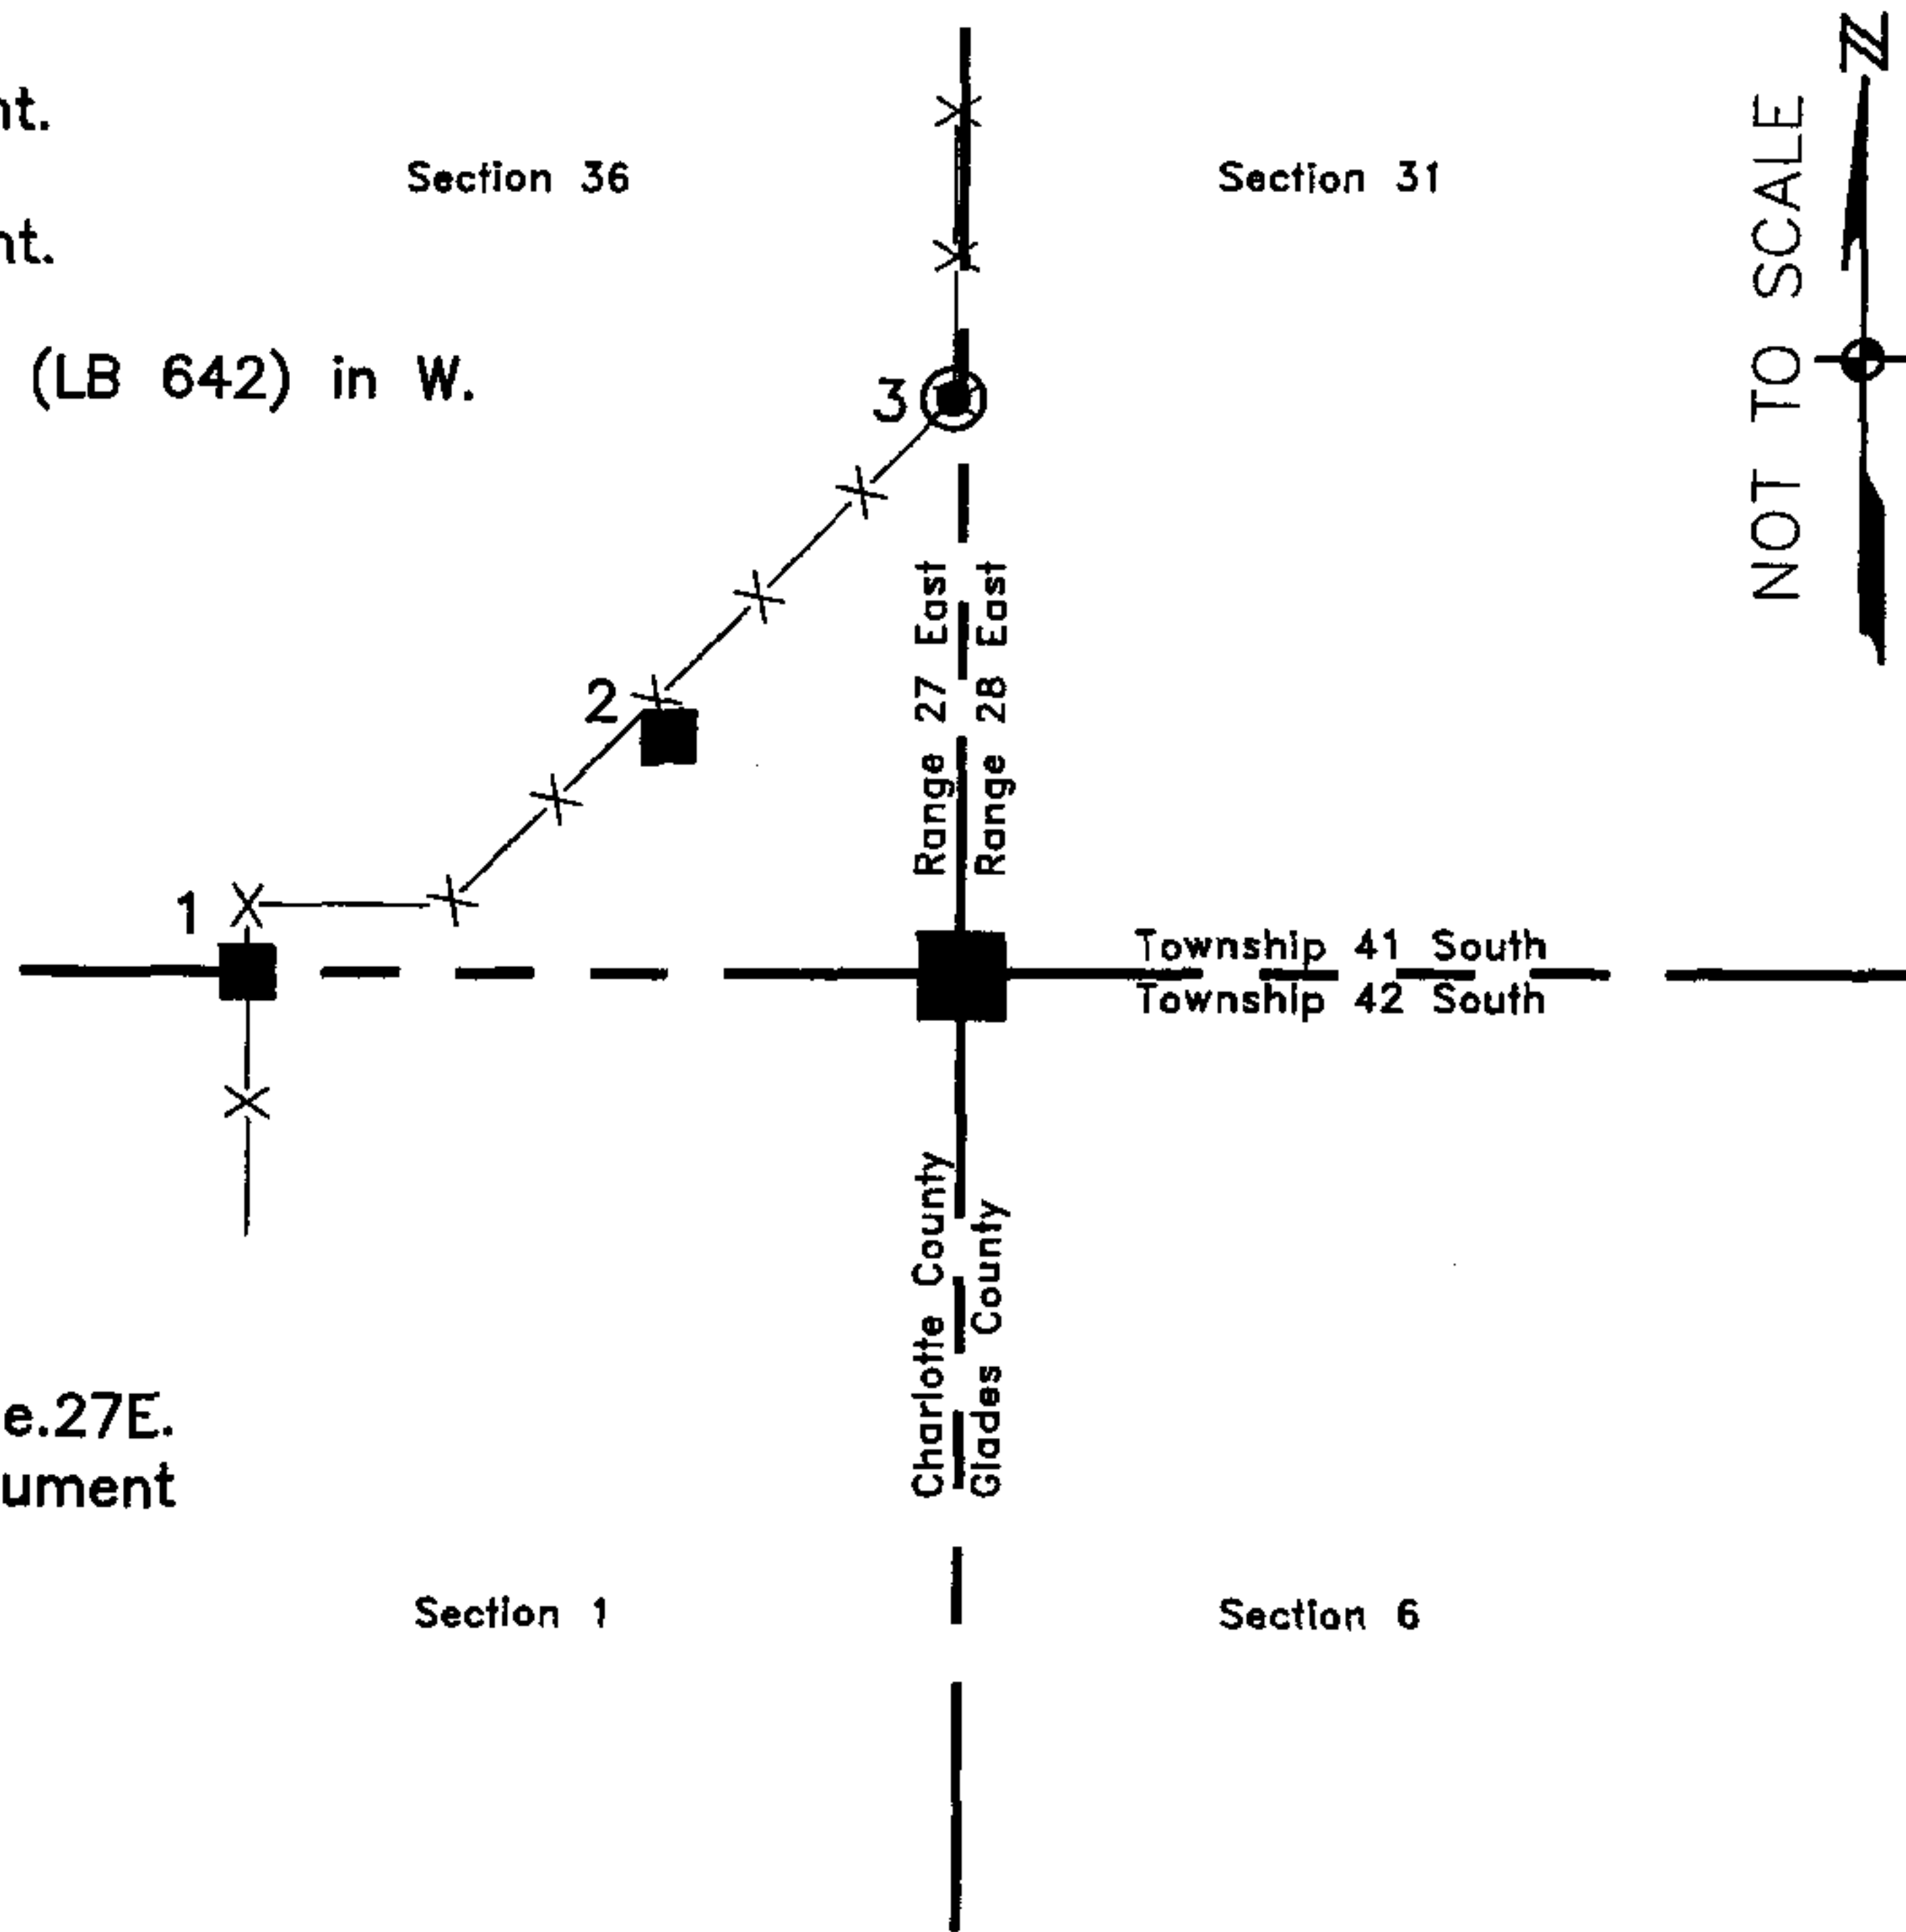 nt.
Section 36
Section 31
nt.
(LB 642) in W.
N
NOT TO SCALE
3
Range 27 East
Range 28 East
2
1
Township 41 South
Township 42 South
Charlotte County
Glades County
e.27E.
ument
Section 1
Section 6